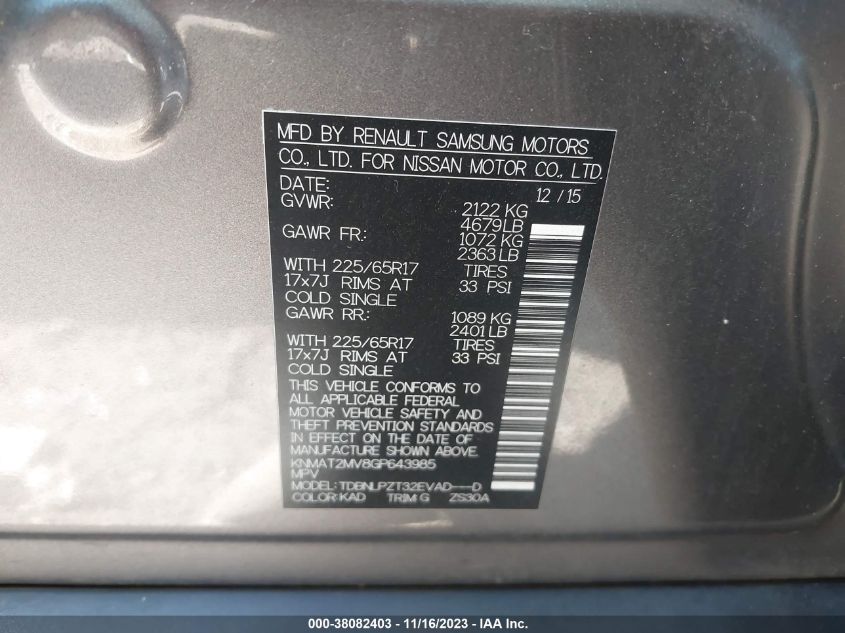 MFD BY RENAULT SAMSUNG MOTORS
CO., LTD. FOR NISSAN MOTOR CO., LTD.
DATE: 12 / 15
GVWR: 2122 KG
4679 LB
GAWR FR: 1072 KG
2363 LB
WITH 225/65R17 TIRES
17x7J RIMS AT 33 PSI
COLD SINGLE
GAWR RR: 1089 KG
2401 LB
WITH 225/65R17 TIRES
17x7J RIMS AT 33 PSI
COLD SINGLE
THIS VEHICLE CONFORMS TO
ALL APPLICABLE FEDERAL
MOTOR VEHICLE SAFETY AND
THEFT PREVENTION STANDARDS
IN EFFECT ON THE DATE OF
MANUFACTURE SHOWN ABOVE.
KNMAT2MV8GP643985
MPV
MODEL: TDBNLPZT32EVAD---D
COLOR: KAD TRIM: G ZS30A
000-38082403 - 11/16/2023 - IAA Inc.